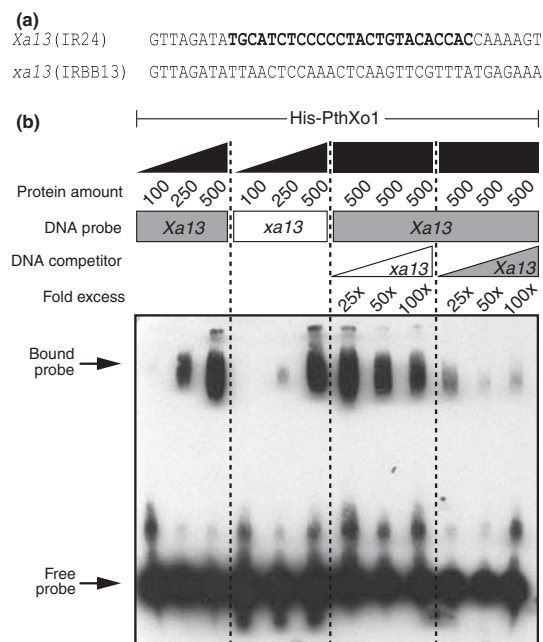 (a)
Xa13(IR24) GTTAGATATGCATCTCCCCCTACTGTACACCACCAAAAGT
xa13(IRBB13) GTTAGATATTAACTCCAAACTCAAGTTCGTTTATGAGAAA
(b)
His-PthXo1
Protein amount 100 250 500 100 250 500 500 500 500 500 500 500
DNA probe Xa13 xa13 Xa13
DNA competitor xa13 Xa13
Fold excess 25x 50x 100x 25x 50x 100x
Bound
probe
Free
probe